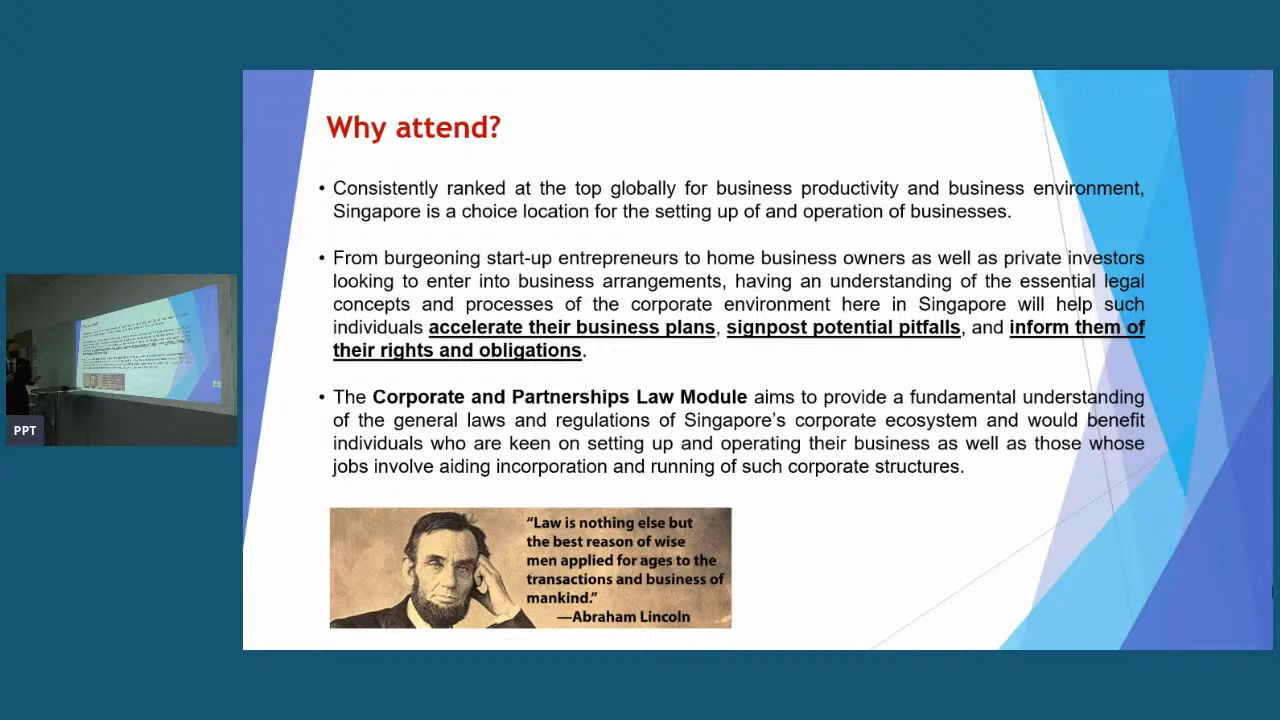 Why attend?
• Consistently ranked at the top globally for business productivity and business environment,
Singapore is a choice location for the setting up of and operation of businesses.
• From burgeoning start-up entrepreneurs to home business owners as well as private investors
looking to enter into business arrangements, having an understanding of the essential legal
concepts and processes of the corporate environment here in Singapore will help such
individuals accelerate their business plans, signpost potential pitfalls, and inform them of
their rights and obligations.
• The Corporate and Partnerships Law Module aims to provide a fundamental understanding
of the general laws and regulations of Singapore’s corporate ecosystem and would benefit
individuals who are keen on setting up and operating their business as well as those whose
jobs involve aiding incorporation and running of such corporate structures.
“Law is nothing else but
the best reason of wise
men applied for ages to the
transactions and business of
mankind.”
—Abraham Lincoln
PPT